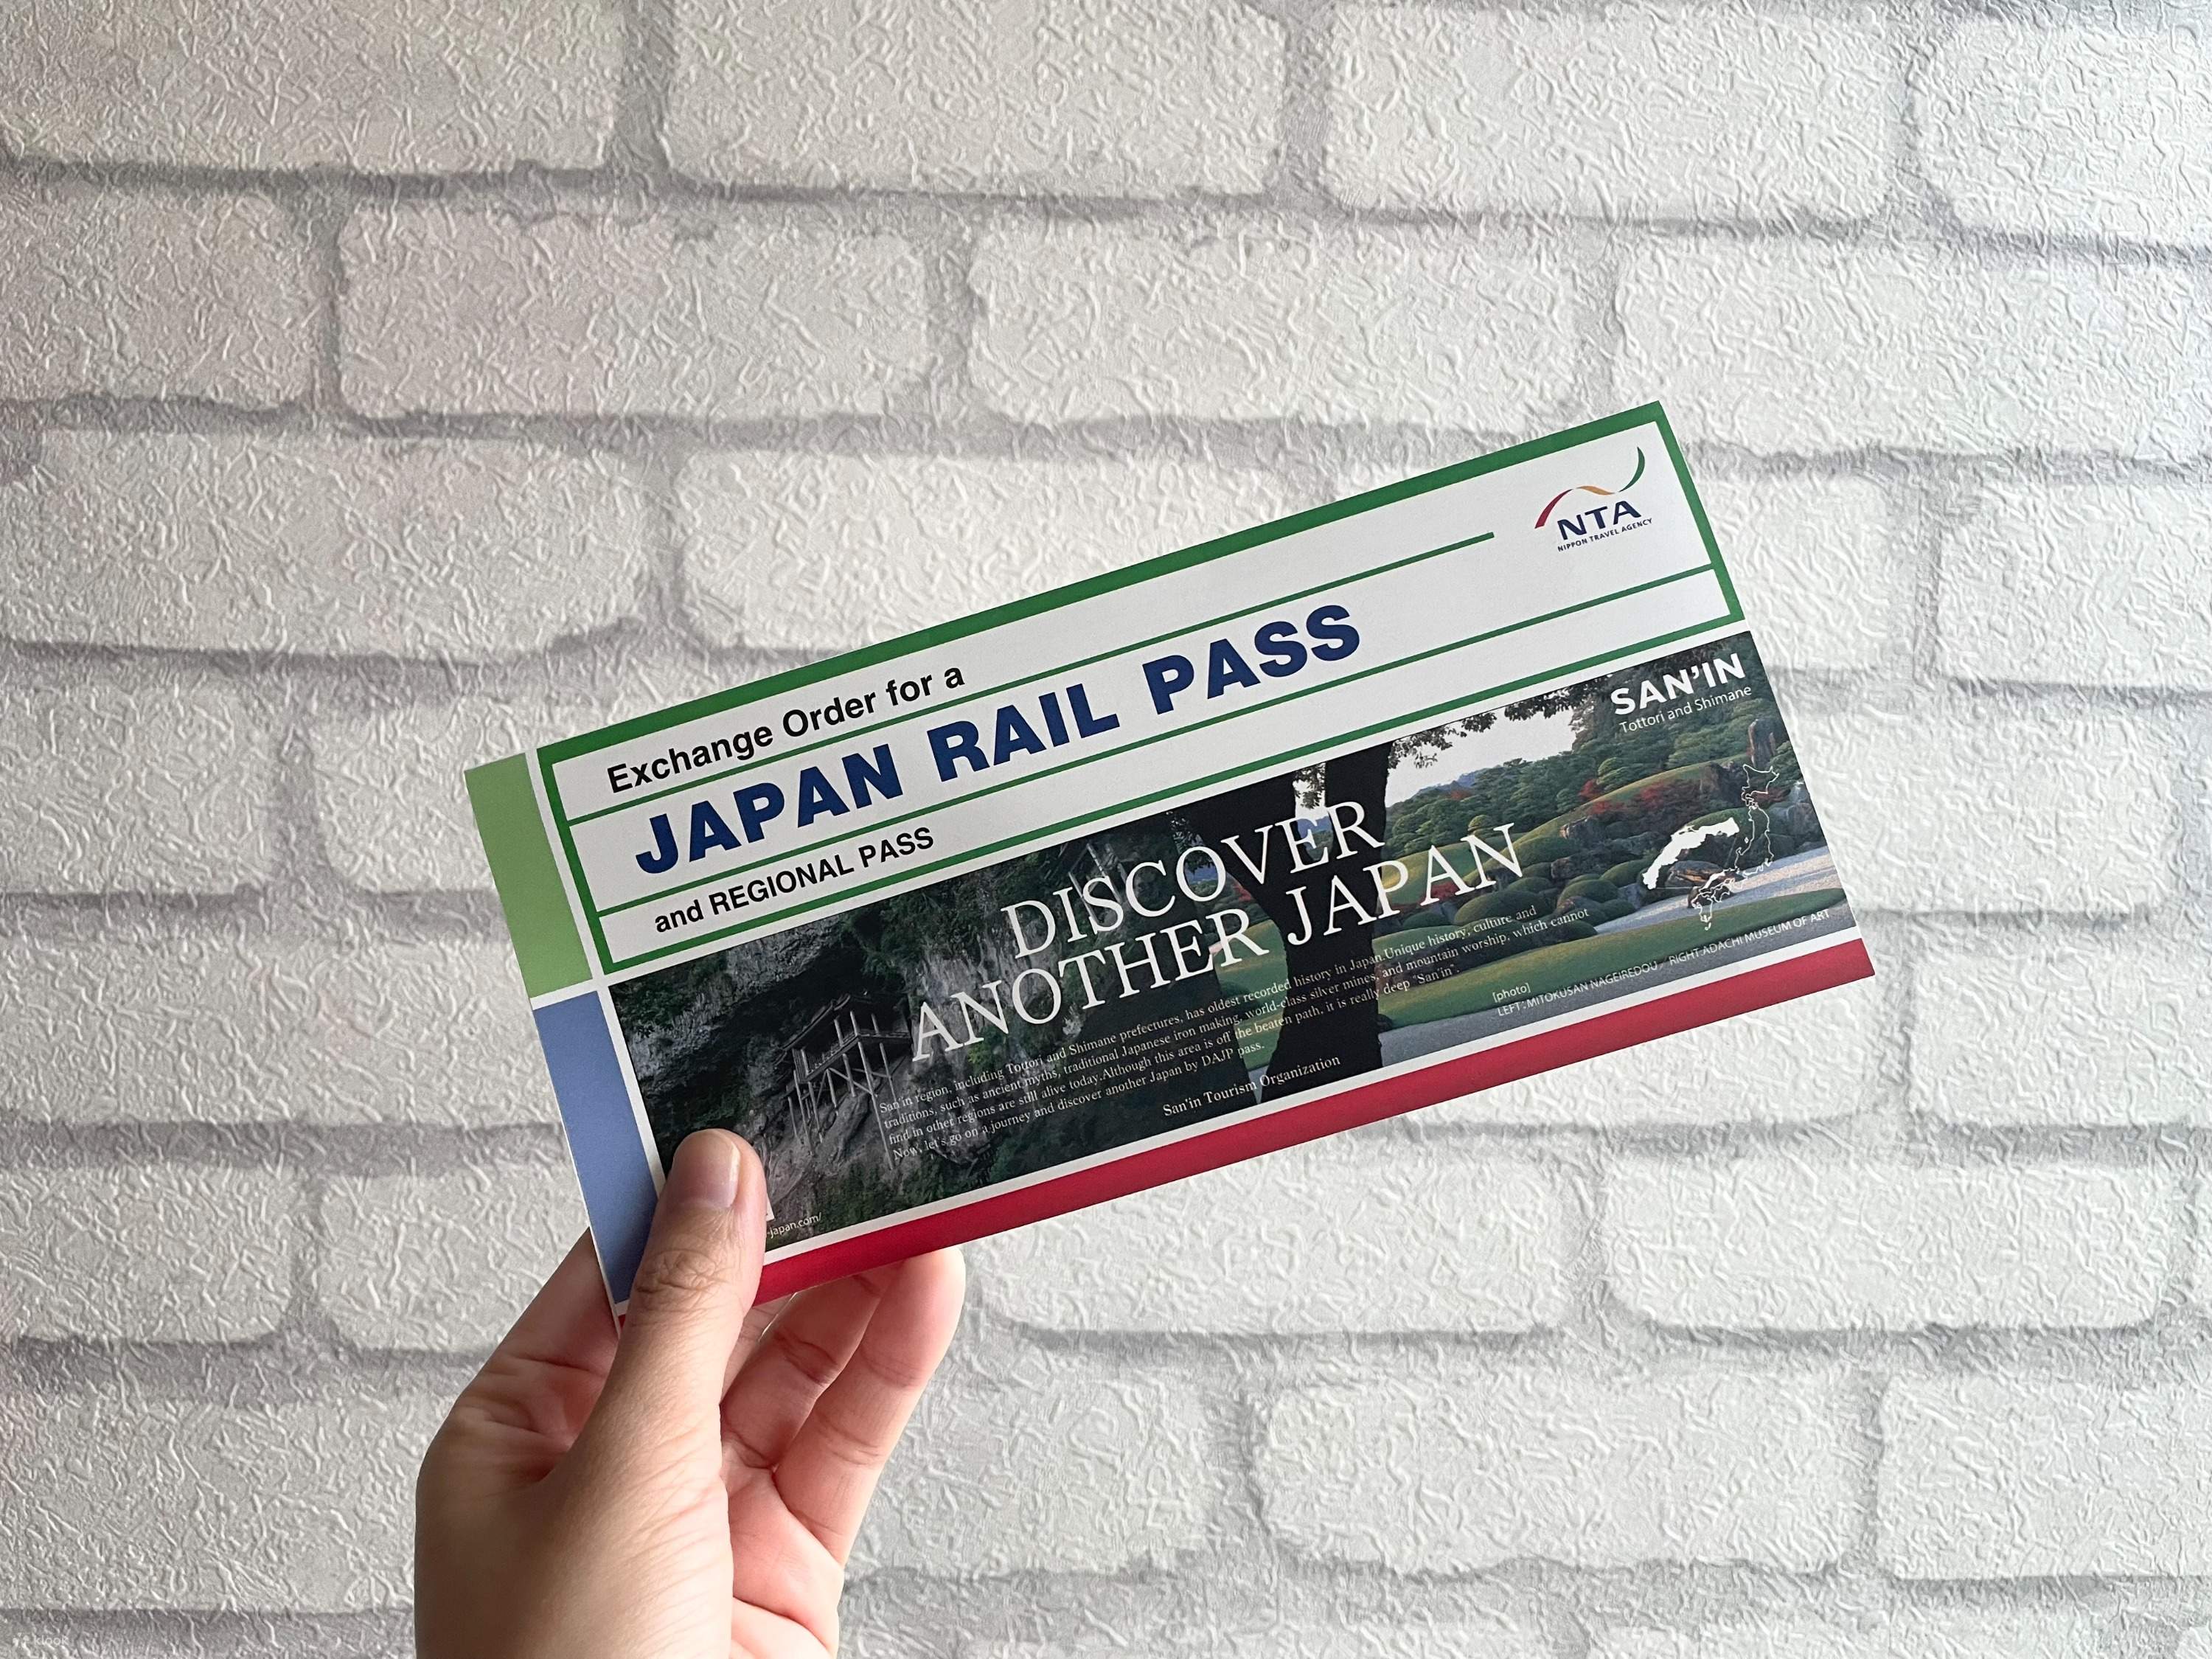 NTA
NIPPON TRAVEL AGENCY
Exchange Order for a
JAPAN RAIL PASS
and REGIONAL PASS
SAN'IN
Tottori and Shimane
DISCOVER
ANOTHER JAPAN
San'in region, including Tottori and Shimane prefectures, has oldest recorded history in Japan.Unique history, culture and
traditions, such as ancient myths, traditional Japanese iron making, world-class silver mines, and mountain worship, which cannot
find in other regions are still alive today.Although this area is off the beaten path, it is really deep "San'in".
Now, let's go on a journey and discover another Japan by DAJP pass.
San'in Tourism Organization
[photo]
LEFT:MITOKUSAN NAGEIREDOU / RIGHT:ADACHI MUSEUM OF ART
-japan.com/
klook